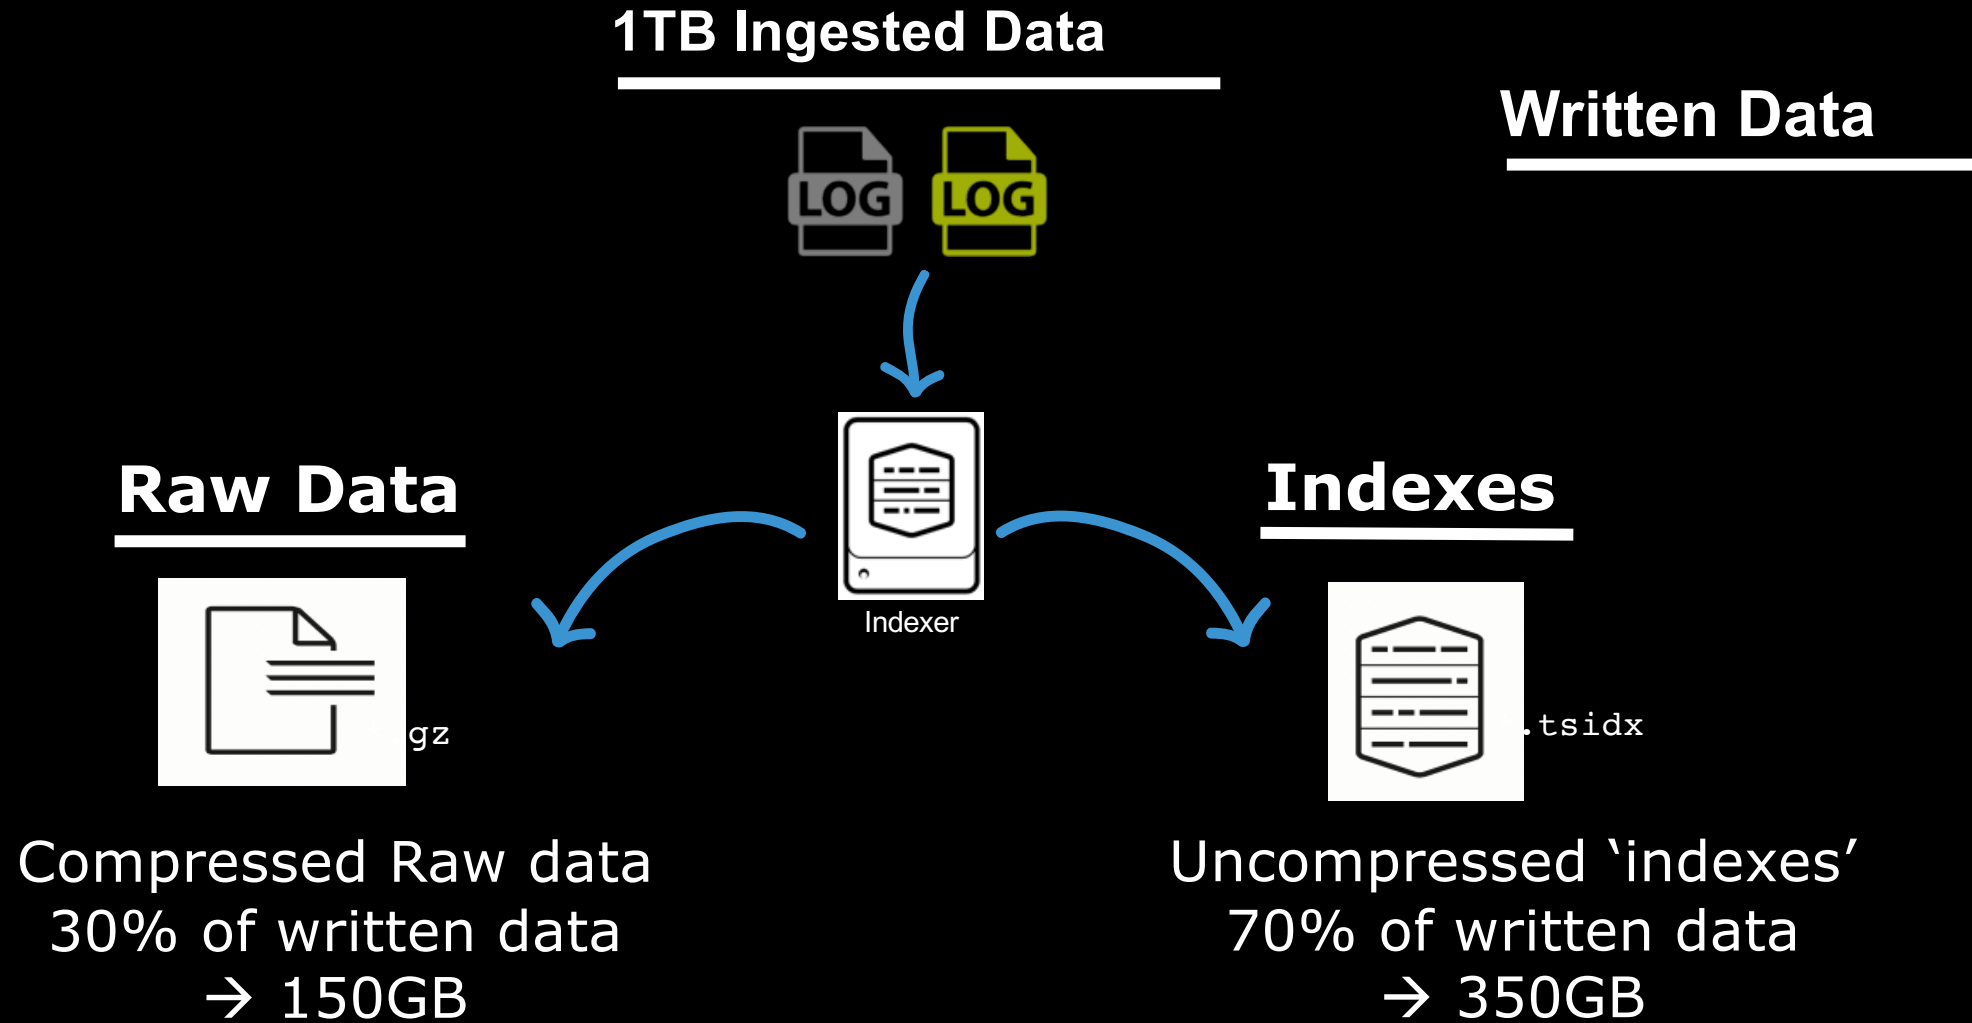 1TB Ingested Data
Written Data
LOG LOG
Raw Data
Indexer
Indexes
gz
.tsidx
Compressed Raw data
30% of written data
→ 150GB
Uncompressed ‘indexes’
70% of written data
→ 350GB